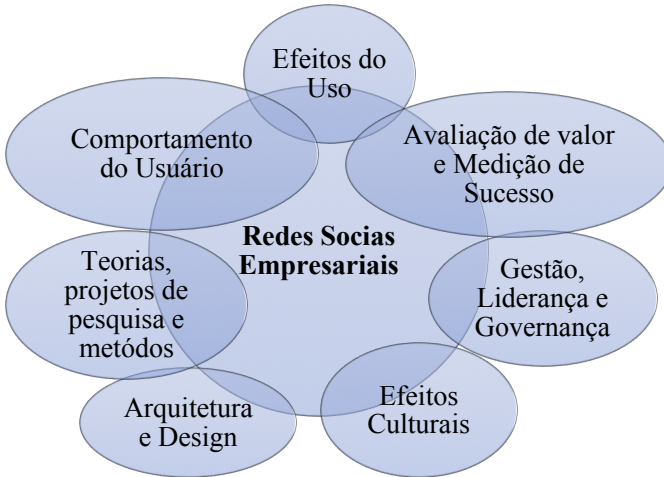 Efeitos do
Uso
Comportamento
do Usuário
Avaliação de valor
e Medição de
Sucesso
Redes Socias
Empresariais
Teorias,
projetos de
pesquisa e
metódos
Gestão,
Liderança e
Governança
Arquitetura
e Design
Efeitos
Culturais